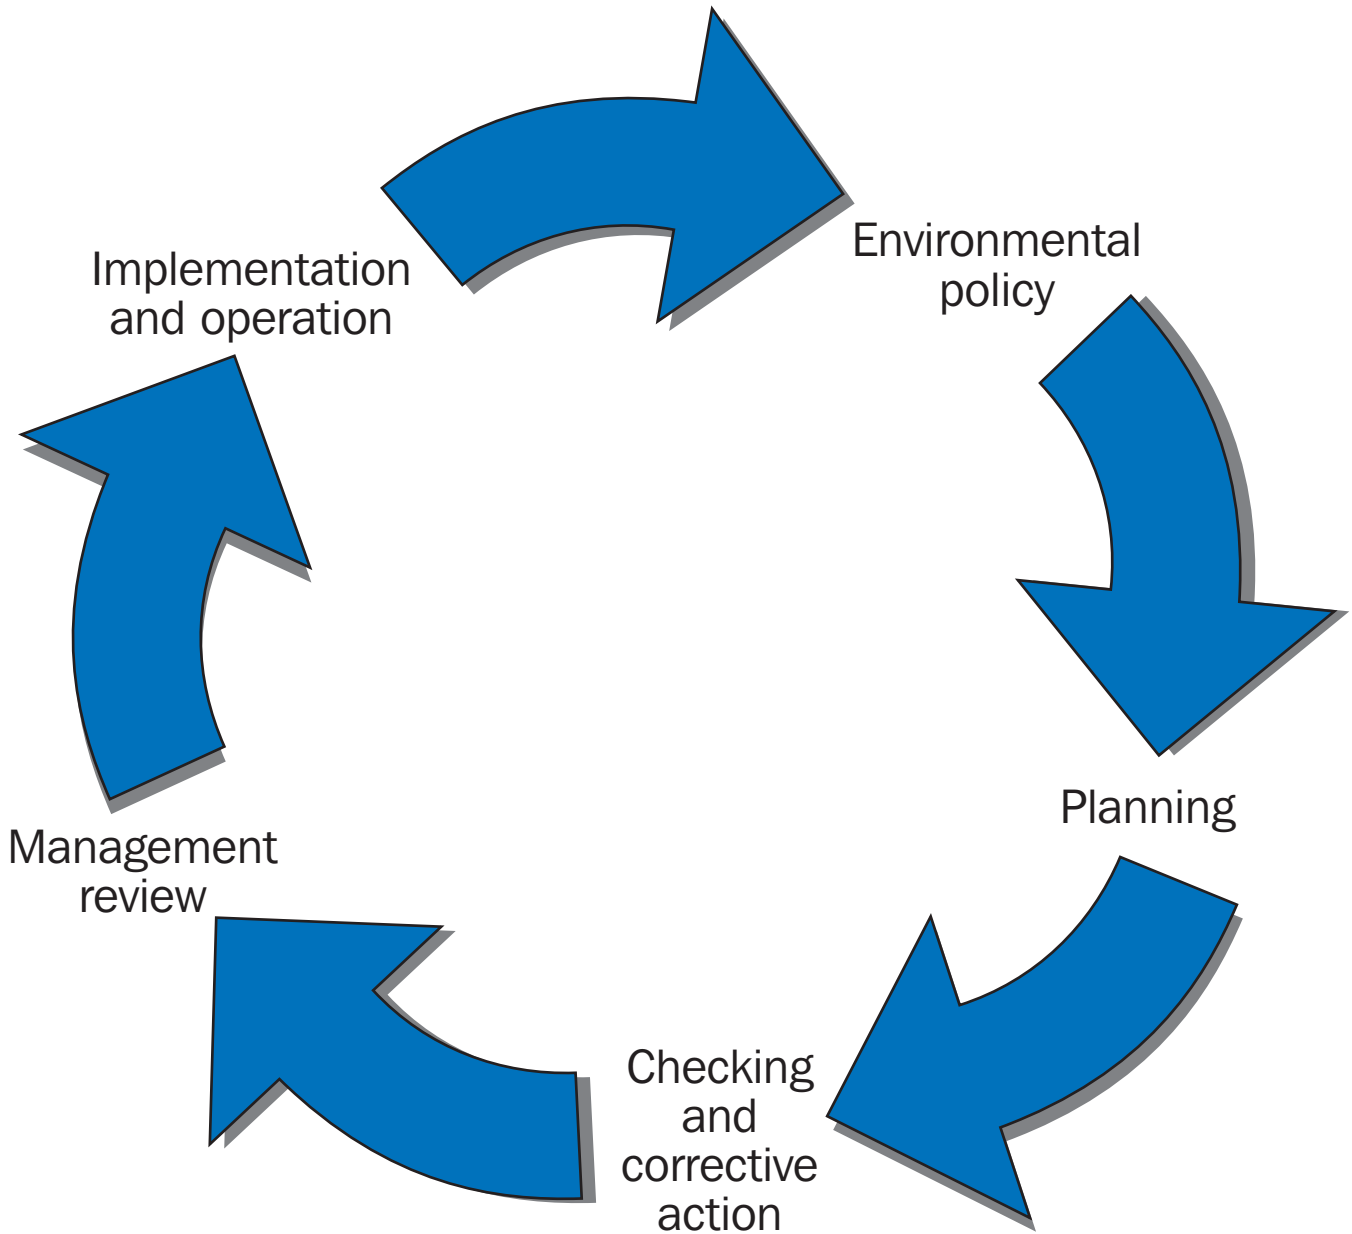 Environmental
policy
Implementation
and operation
Planning
Management
review
Checking
and
corrective
action